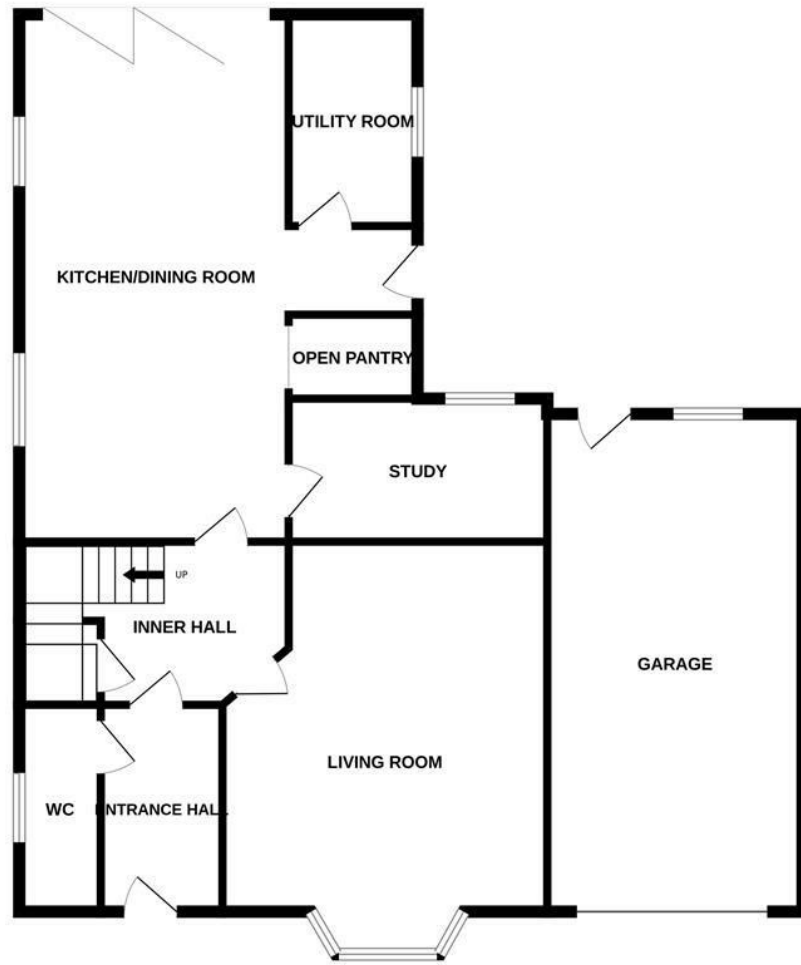 UTILITY ROOM
KITCHEN/DINING ROOM
OPEN PANTRY
STUDY
UP
INNER HALL
GARAGE
LIVING ROOM
WC
ENTRANCE HALL